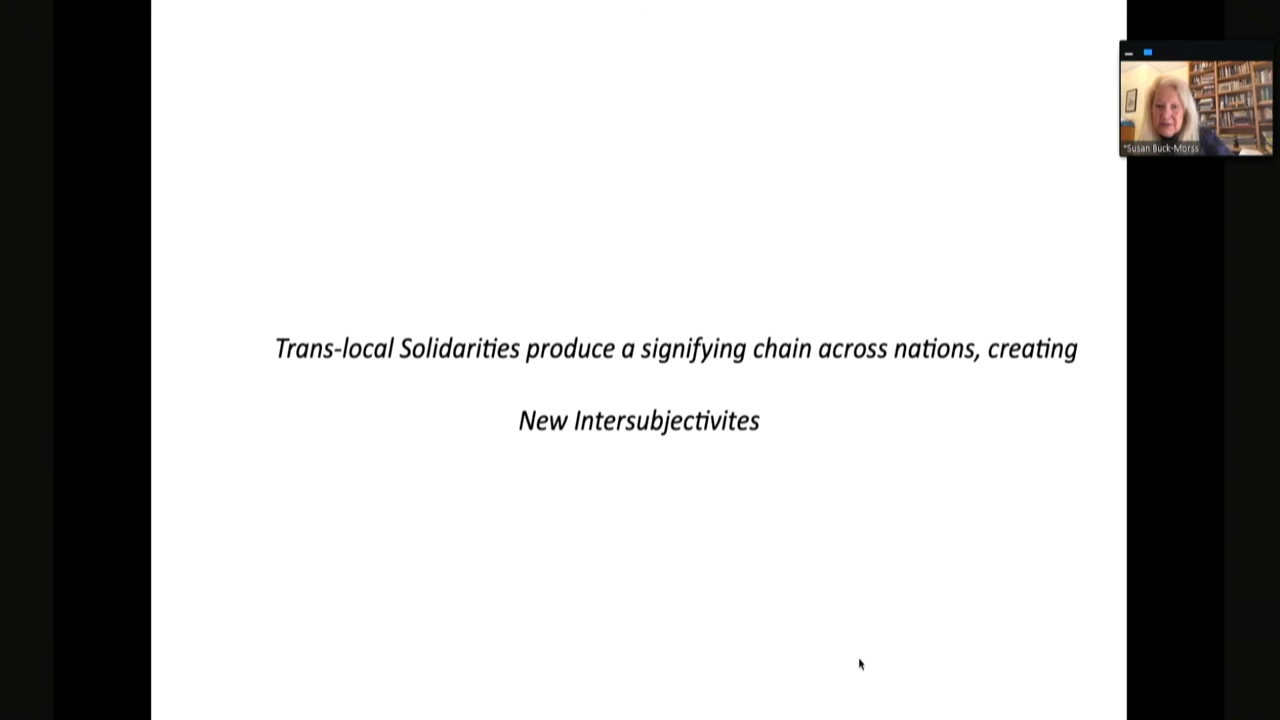 *Susan Buck-Morss
Trans-local Solidarities produce a signifying chain across nations, creating
New Intersubjectivites